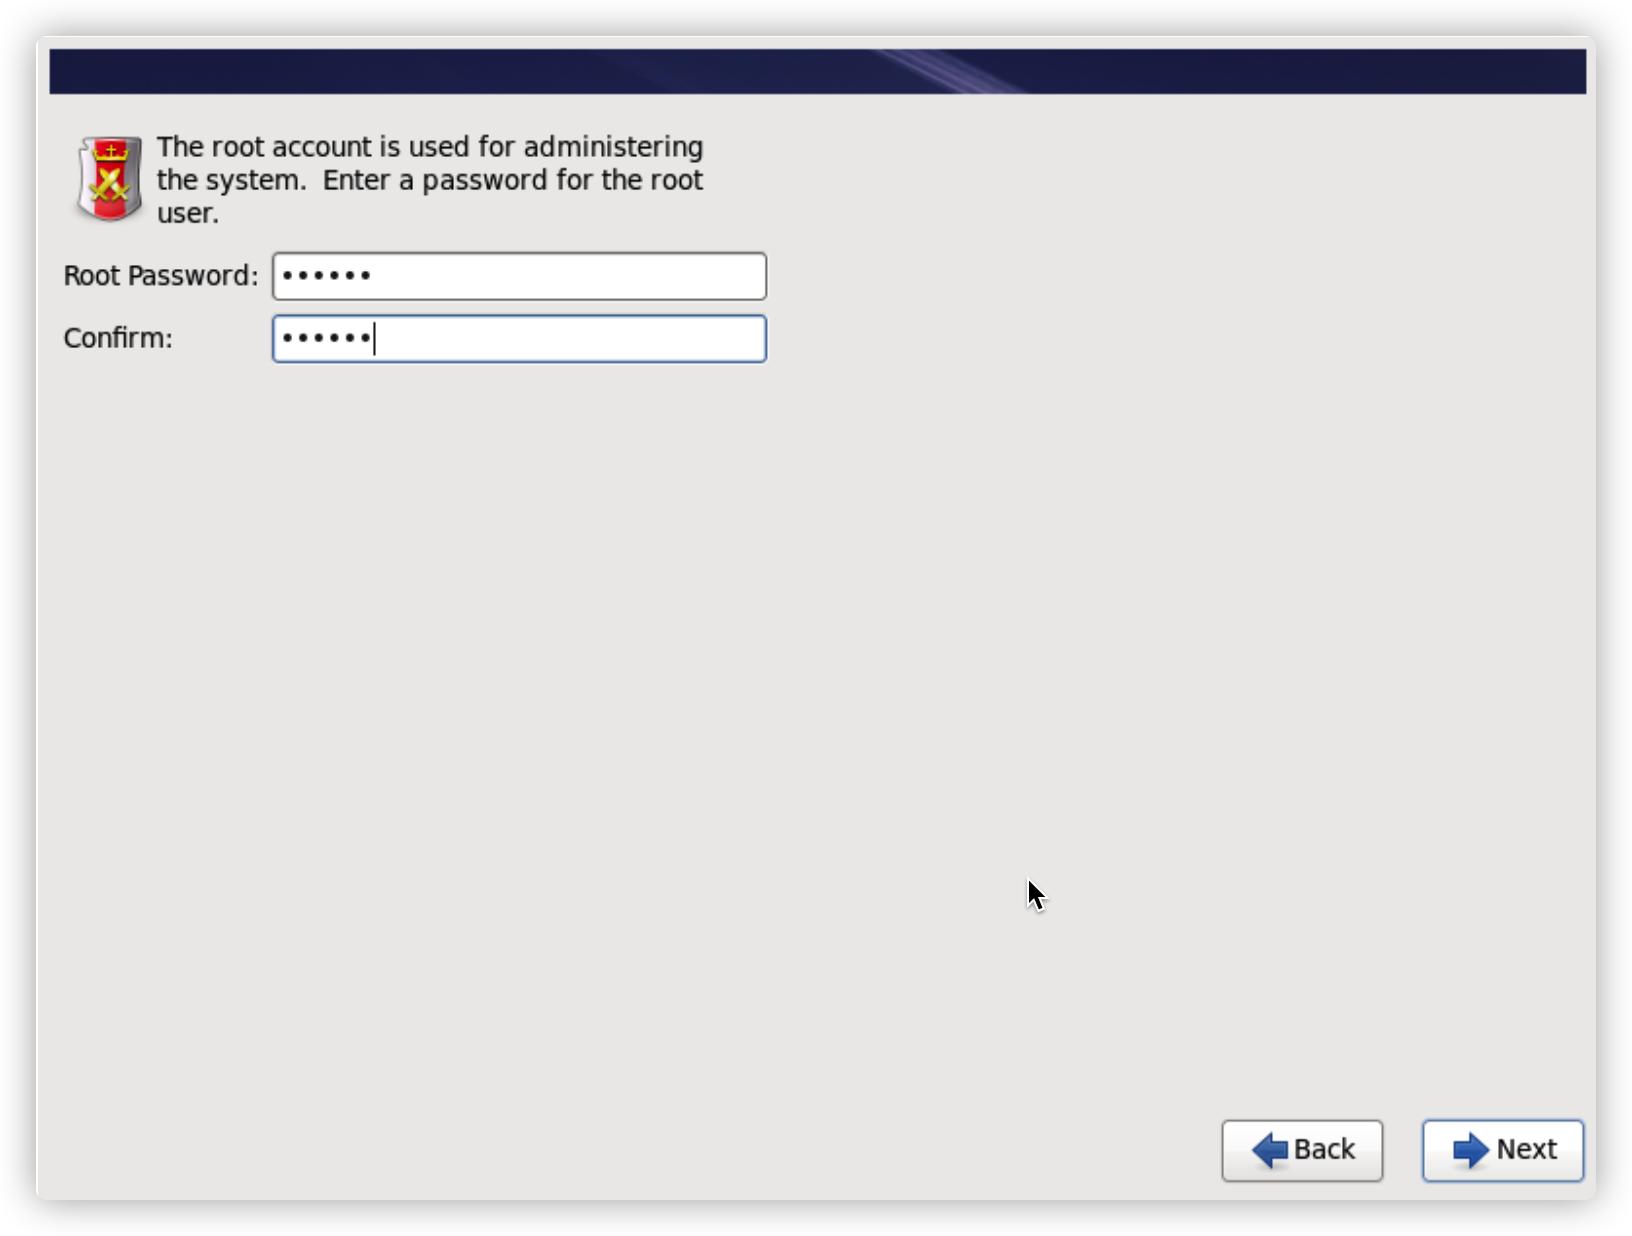 The root account is used for administering
the system.  Enter a password for the root
user.
Root Password: ••••••
Confirm: ••••••
Back
Next